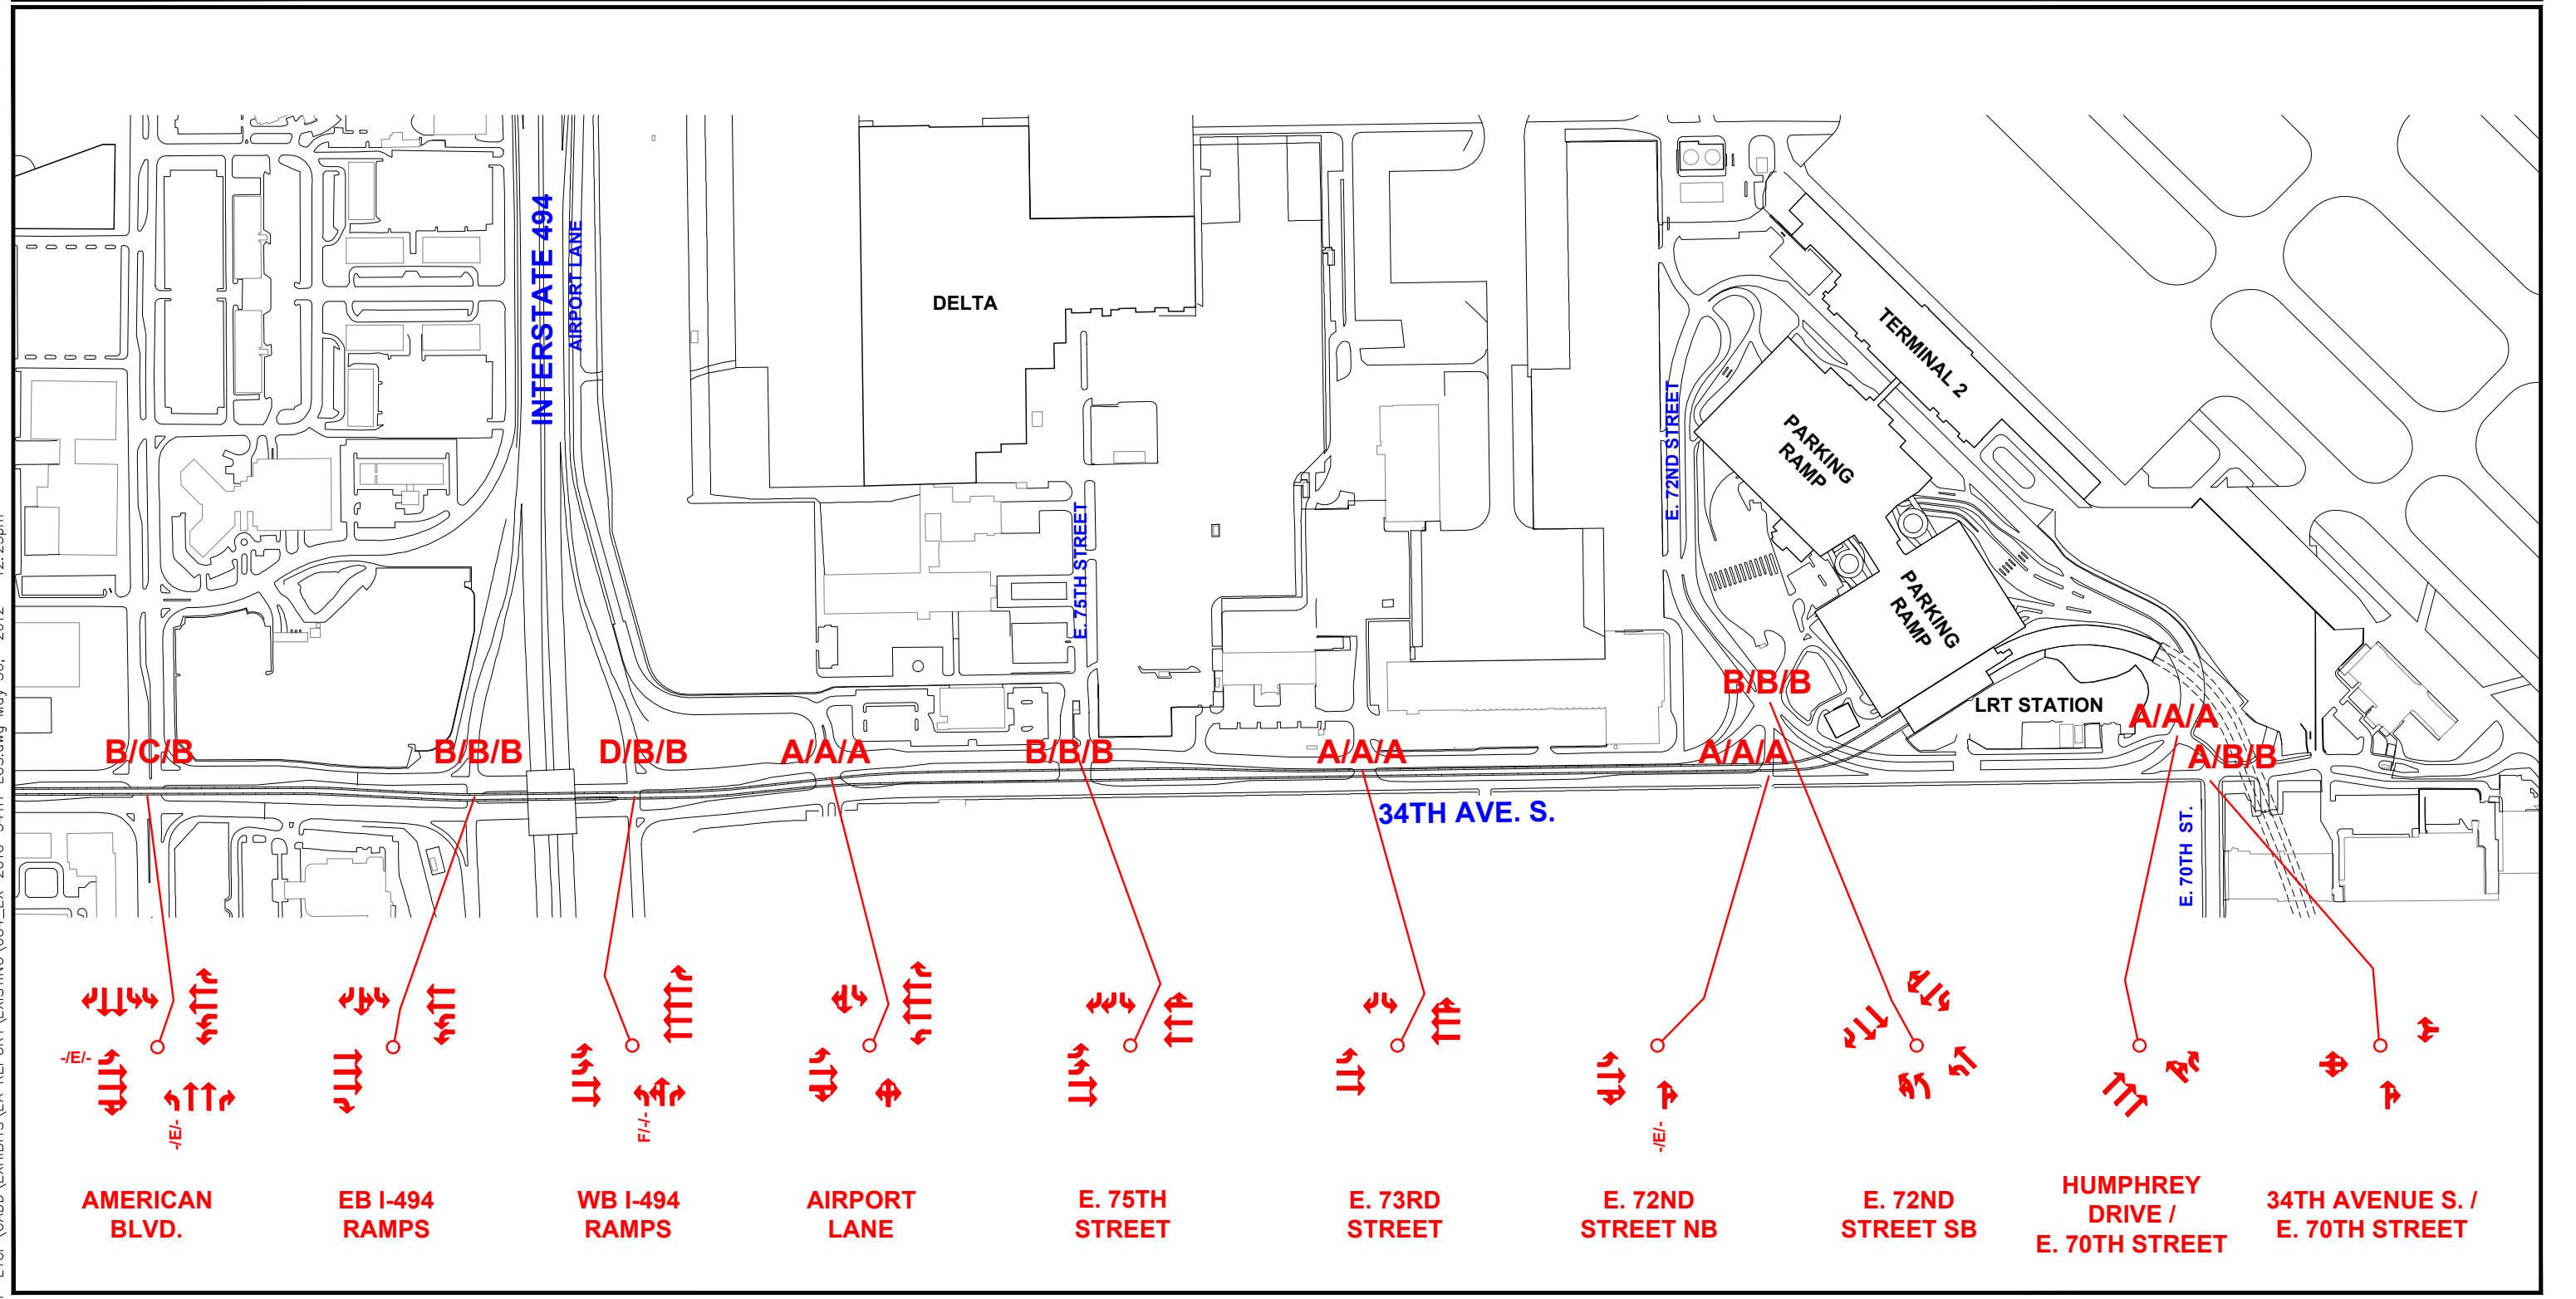 INTERSTATE 494
AIRPORT LANE
DELTA
E. 75TH STREET
E. 72ND STREET
TERMINAL 2
PARKING
RAMP
PARKING
RAMP
LRT STATION
B/C/B
B/B/B
D/B/B
A/A/A
B/B/B
A/A/A
A/A/A
B/B/B
A/A/A
A/B/B
34TH AVE. S.
E. 70TH ST.
-/E/-
-/E/-
F/-/-
-/E/-
AMERICAN
BLVD.
EB I-494
RAMPS
WB I-494
RAMPS
AIRPORT
LANE
E. 75TH
STREET
E. 73RD
STREET
E. 72ND
STREET NB
E. 72ND
STREET SB
HUMPHREY
DRIVE /
E. 70TH STREET
34TH AVENUE S. /
E. 70TH STREET